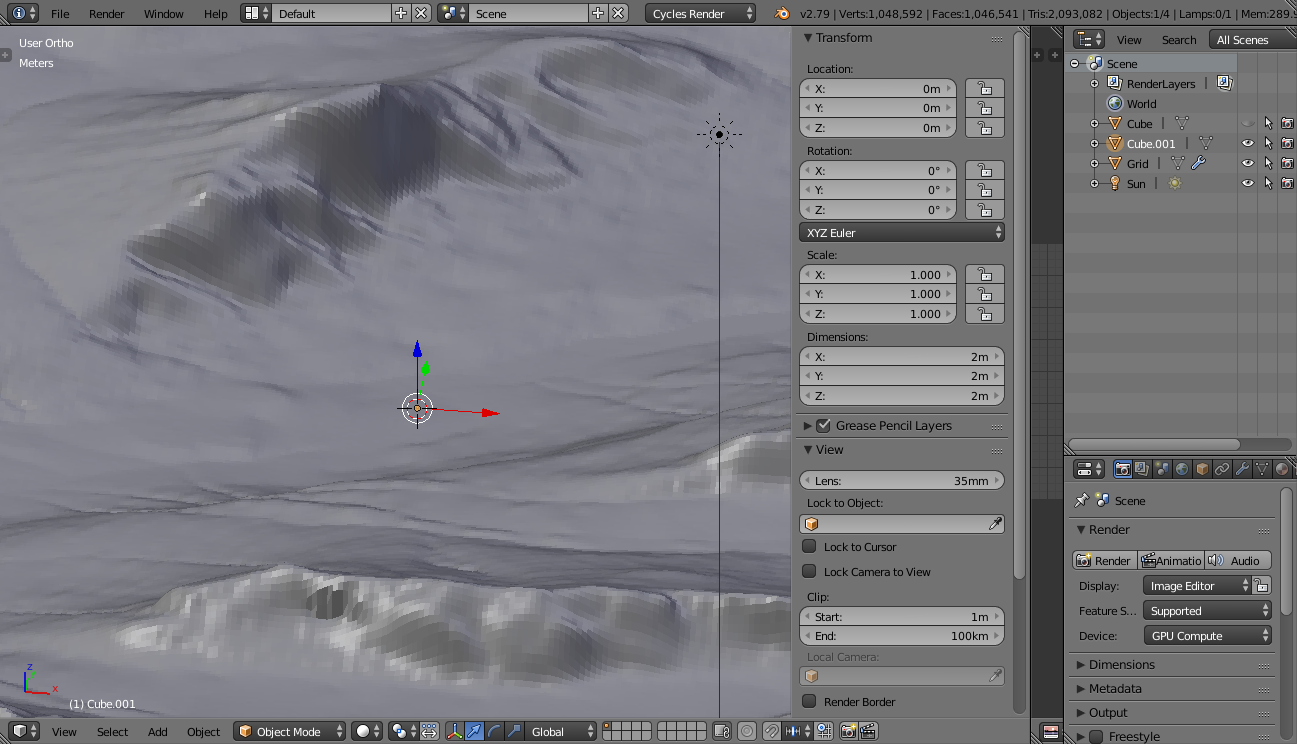 File Render Window Help Default Scene Cycles Render v2.79 | Verts:1,048,592 | Faces:1,046,541 | Tris:2,093,082 | Objects:1/4 | Lamps:0/1 | Mem:289.
User Ortho
Meters
Transform
Location:
X: 0m
Y: 0m
Z: 0m
Rotation:
X: 0°
Y: 0°
Z: 0°
XYZ Euler
Scale:
X: 1.000
Y: 1.000
Z: 1.000
Dimensions:
X: 2m
Y: 2m
Z: 2m
Grease Pencil Layers
View
Lens: 35mm
Lock to Object:
Lock to Cursor
Lock Camera to View
Clip:
Start: 1m
End: 100km
Local Camera:
Render Border
z
x
(1) Cube.001
View Select Add Object Object Mode Global
View Search All Scenes
Scene
RenderLayers |
World
Cube |
Cube.001 |
Grid |
Sun |
Scene
Render
Render Animatio Audio
Display: Image Editor
Feature S... Supported
Device: GPU Compute
Dimensions
Metadata
Output
Freestyle